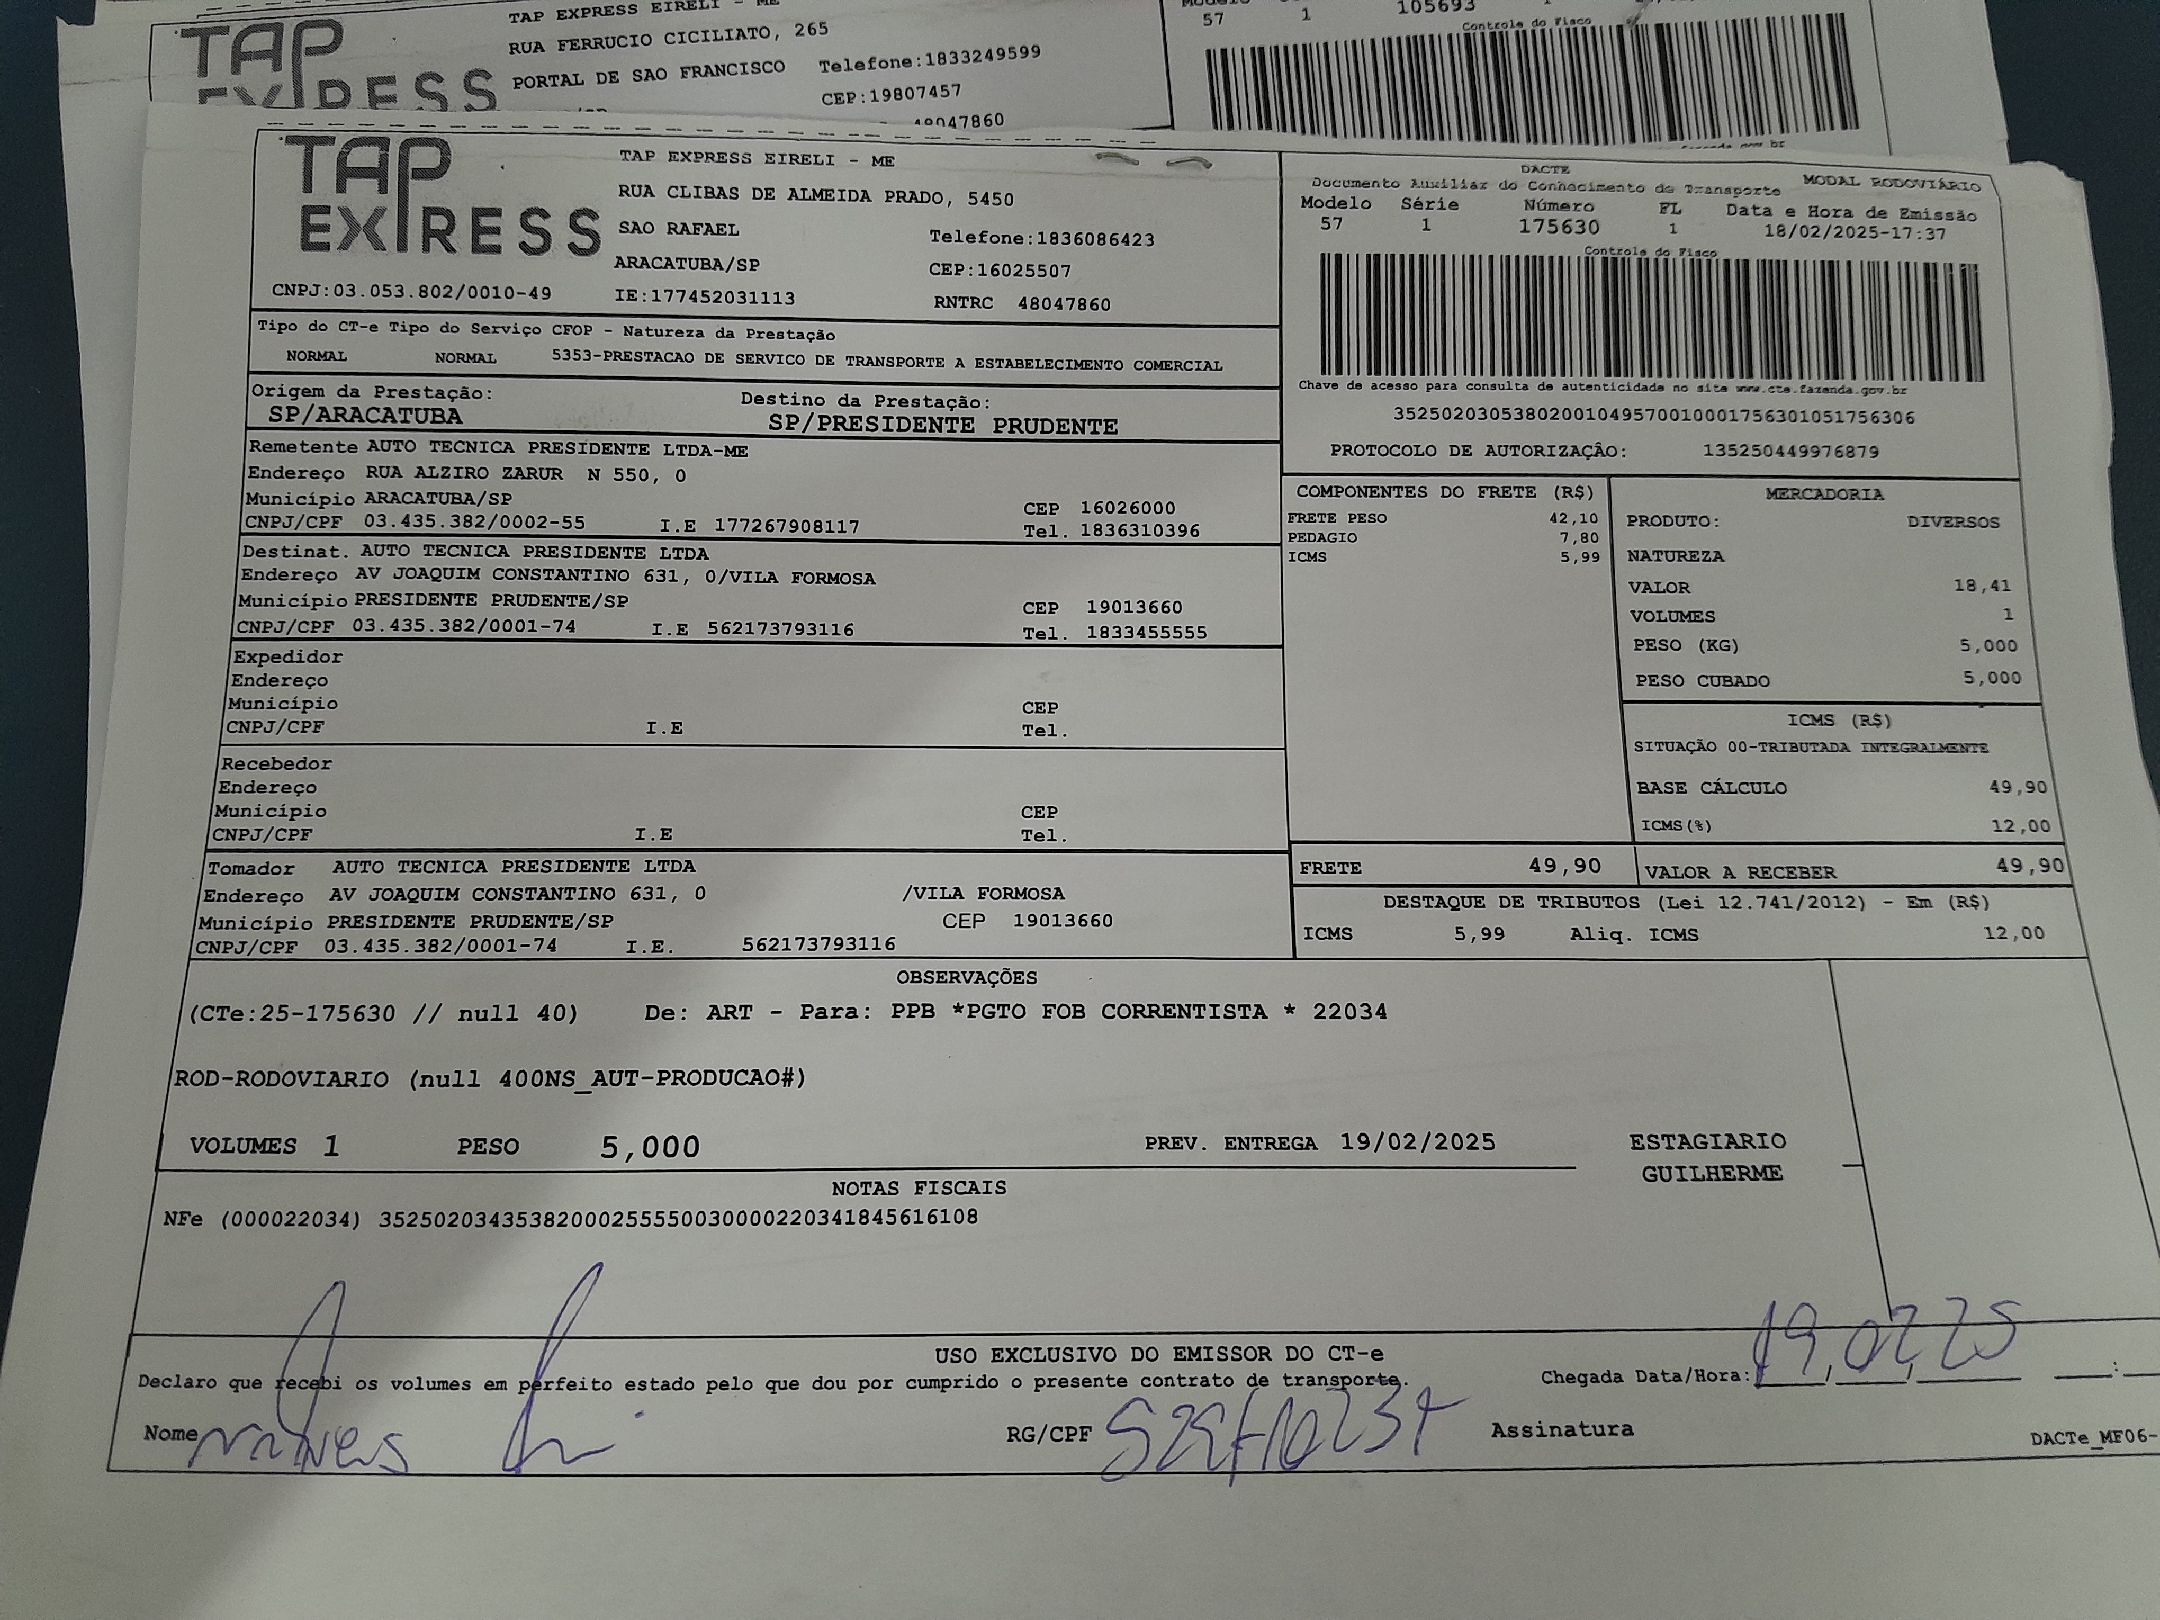 TAP EXPRESS EIRELI - ME
RUA FERRUCIO CICILIATO, 265
PORTAL DE SAO FRANCISCO Telefone:1833249599
CEP:19807457
48047860
TAP
EXPRESS
57 1 105693
Controle do Fisco
TAP
EXPRESS
CNPJ:03.053.802/0010-49
TAP EXPRESS EIRELI - ME
RUA CLIBAS DE ALMEIDA PRADO, 5450
SAO RAFAEL Telefone:1836086423
ARACATUBA/SP CEP:16025507
IE:177452031113 RNTRC 48047860
DACTE
Documento Auxiliar do Conhecimento de Transporte MODAL RODOVIÁRIO
Modelo Série Número FL Data e Hora de Emissão
57 1 175630 1 18/02/2025-17:37
Controle do Fisco
Chave de acesso para consulta de autenticidade no site www.cte.fazenda.gov.br
35250203053802001049570010001756301051756306
PROTOCOLO DE AUTORIZAÇÂO: 135250449976879
Tipo do CT-e Tipo do Serviço CFOP - Natureza da Prestação
NORMAL NORMAL 5353-PRESTACAO DE SERVICO DE TRANSPORTE A ESTABELECIMENTO COMERCIAL
Origem da Prestação: Destino da Prestação:
SP/ARACATUBA SP/PRESIDENTE PRUDENTE
Remetente AUTO TECNICA PRESIDENTE LTDA-ME
Endereço RUA ALZIRO ZARUR N 550, 0
Município ARACATUBA/SP CEP 16026000
CNPJ/CPF 03.435.382/0002-55 I.E 177267908117 Tel. 1836310396
Destinat. AUTO TECNICA PRESIDENTE LTDA
Endereço AV JOAQUIM CONSTANTINO 631, 0/VILA FORMOSA
Município PRESIDENTE PRUDENTE/SP CEP 19013660
CNPJ/CPF 03.435.382/0001-74 I.E 562173793116 Tel. 1833455555
Expedidor
Endereço
Município CEP
CNPJ/CPF I.E Tel.
Recebedor
Endereço
Município CEP
CNPJ/CPF I.E Tel.
Tomador AUTO TECNICA PRESIDENTE LTDA
Endereço AV JOAQUIM CONSTANTINO 631, 0 /VILA FORMOSA
Município PRESIDENTE PRUDENTE/SP CEP 19013660
CNPJ/CPF 03.435.382/0001-74 I.E. 562173793116
COMPONENTES DO FRETE (R$)
FRETE PESO 42,10
PEDAGIO 7,80
ICMS 5,99
MERCADORIA
PRODUTO: DIVERSOS
NATUREZA
VALOR 18,41
VOLUMES 1
PESO (KG) 5,000
PESO CUBADO 5,000
ICMS (R$)
SITUAÇÃO 00-TRIBUTADA INTEGRALMENTE
BASE CÁLCULO 49,90
ICMS(%) 12,00
FRETE 49,90 VALOR A RECEBER 49,90
DESTAQUE DE TRIBUTOS (Lei 12.741/2012) - Em (R$)
ICMS 5,99 Aliq. ICMS 12,00
OBSERVAÇÕES
(CTe:25-175630 // null 40) De: ART - Para: PPB *PGTO FOB CORRENTISTA * 22034
ROD-RODOVIARIO (null 400NS_AUT-PRODUCAO#)
VOLUMES 1 PESO 5,000 PREV. ENTREGA 19/02/2025 ESTAGIARIO
GUILHERME
NOTAS FISCAIS
NFe (000022034) 35250203435382000255550030000220341845616108
USO EXCLUSIVO DO EMISSOR DO CT-e
Declaro que recebi os volumes em perfeito estado pelo que dou por cumprido o presente contrato de transporte. Chegada Data/Hora: 19,02,25 :
Nome RG/CPF Assinatura
DACTe_MF06-